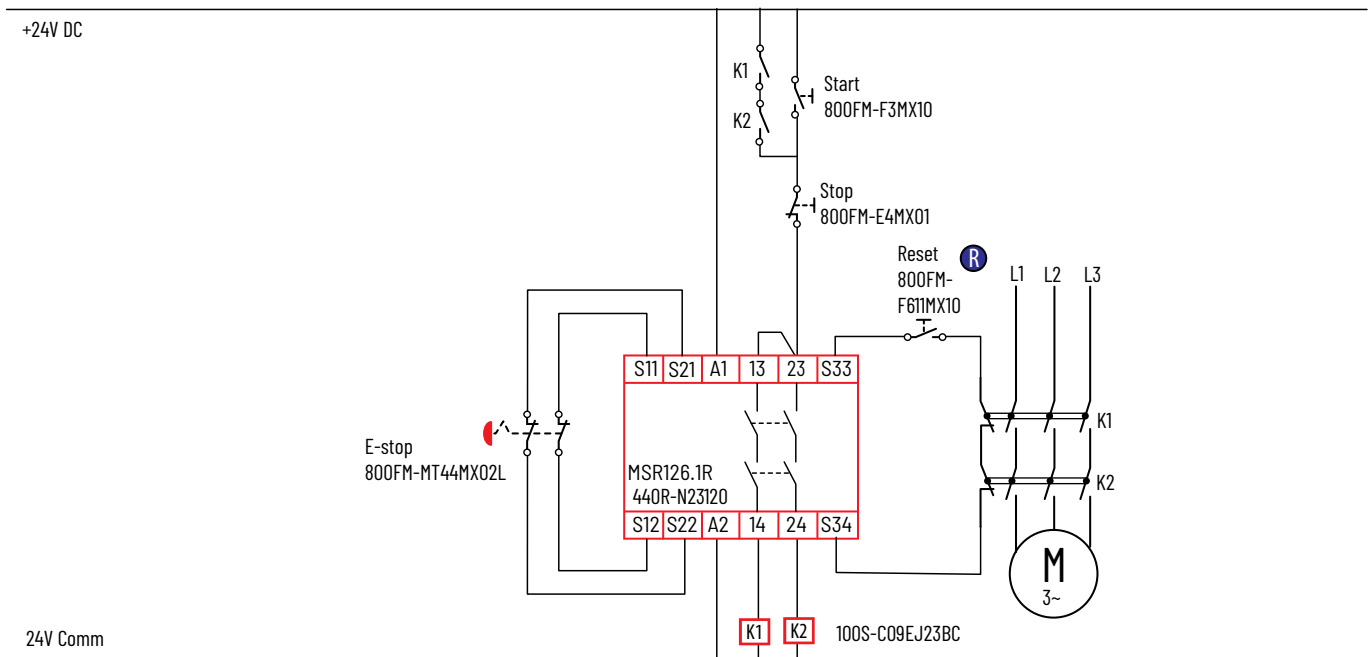 +24V DC
K1
K2
Start
800FM-F3MX10
Stop
800FM-E4MX01
Reset
800FM-
F611MX10
R
L1 L2 L3
S11 S21 A1 13 23 S33
K1
K2
E-stop
800FM-MT44MX02L
MSR126.1R
440R-N23120
S12 S22 A2 14 24 S34
M
3~
K1 K2 100S-C09EJ23BC
24V Comm